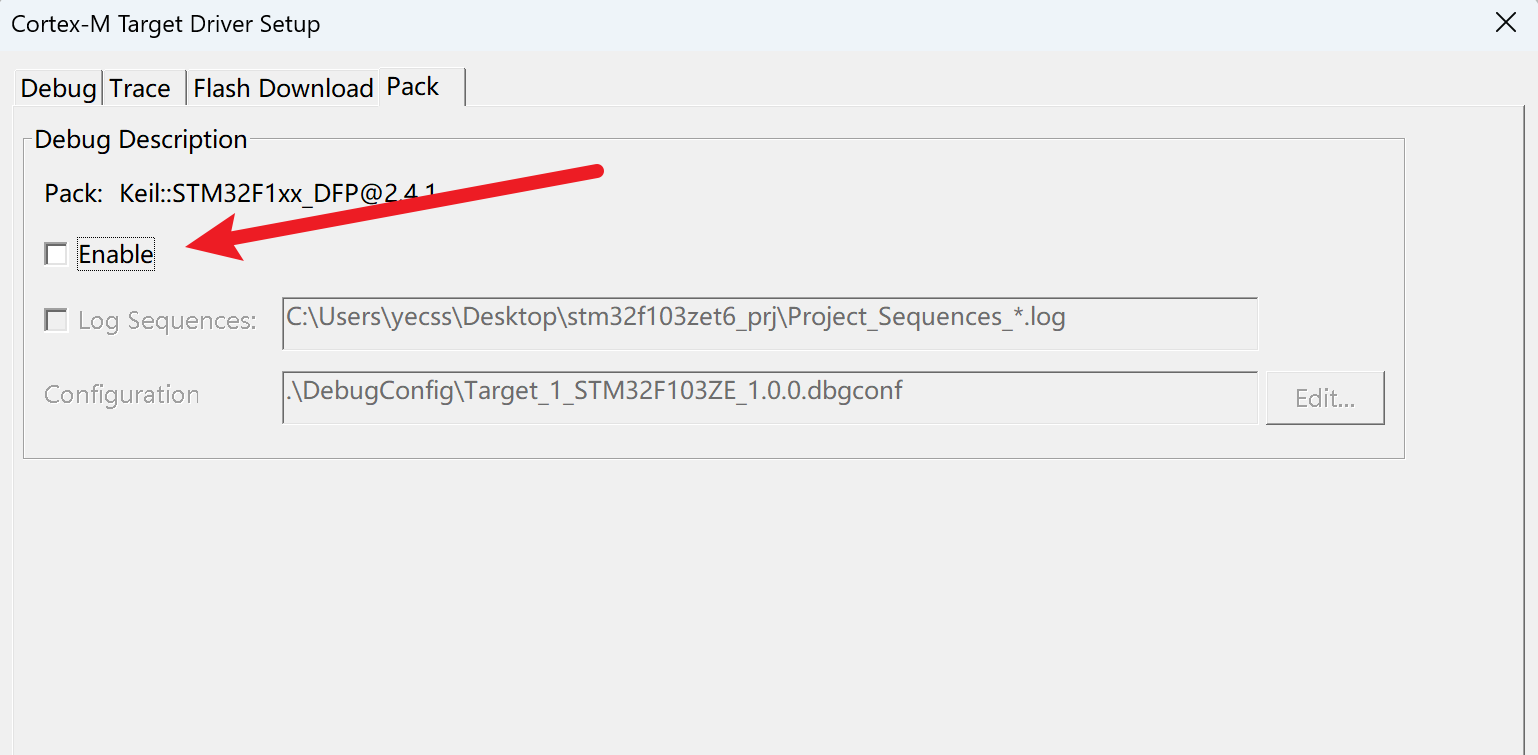 Cortex-M Target Driver Setup
Debug Trace Flash Download Pack
Debug Description
Pack: Keil::STM32F1xx_DFP@2.4.1
Enable
Log Sequences: C:\Users\yecss\Desktop\stm32f103zet6_prj\Project_Sequences_*.log
Configuration .\DebugConfig\Target_1_STM32F103ZE_1.0.0.dbgconf Edit...